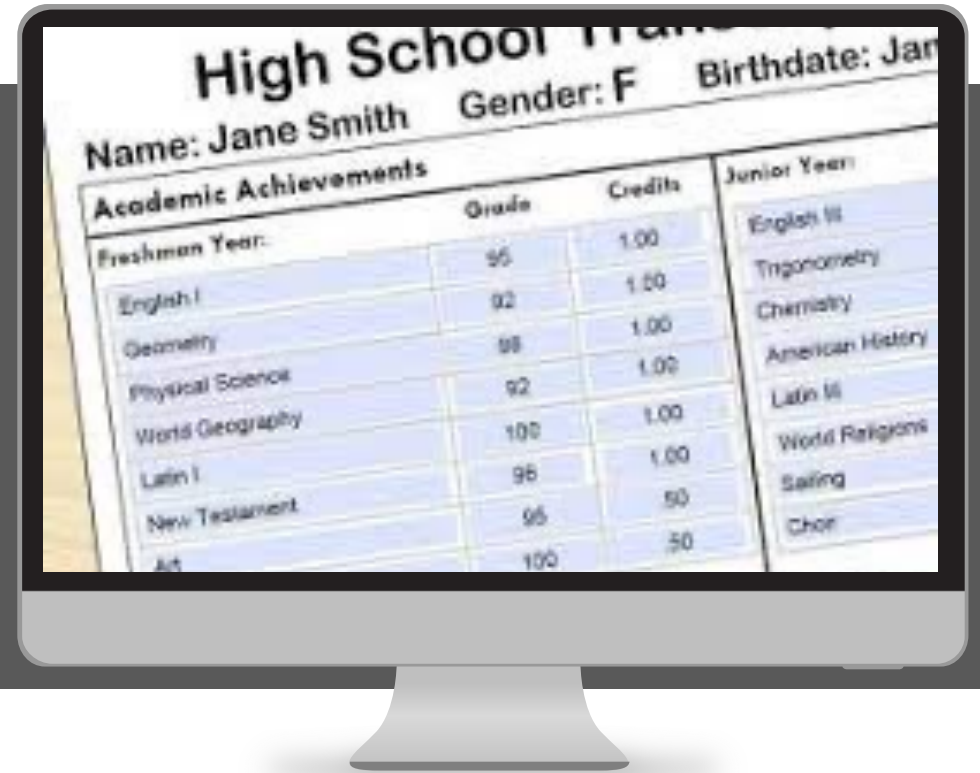 High School
Name: Jane Smith Gender: F Birthdate: Jan
Academic Achievements
Freshman Year: Grade Credits
English I 95 1.00
Geometry 92 1.00
Physical Science 1.00
World Geography 92 1.00
Latin I 100 1.00
New Testament 1.00
Art 95 .50
100 .50
Junior Year:
English III
Trigonometry
Chemistry
American History
Latin III
World Religions
Sailing
Choir